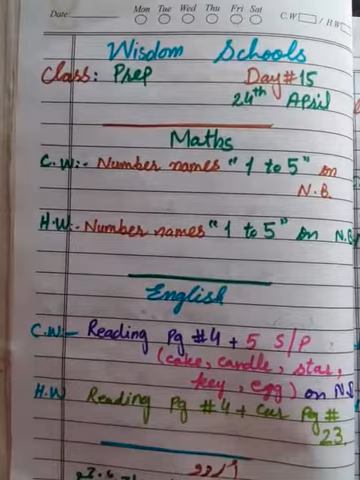 Date: Mon Tue Wed Thu Fri Sat C.W / H.W
Wisdom Schools
Class: Prep Day #15
24th April
Maths
C.W:- Number names "1 to 5" on
N.B.
H.W:- Number names "1 to 5" on N.B
English
C.W:- Reading Pg #4 + 5 S/P
(cake, candle, star,
key, egg) on N.B
H.W Reading Pg #4 + Cur Pg #
23.